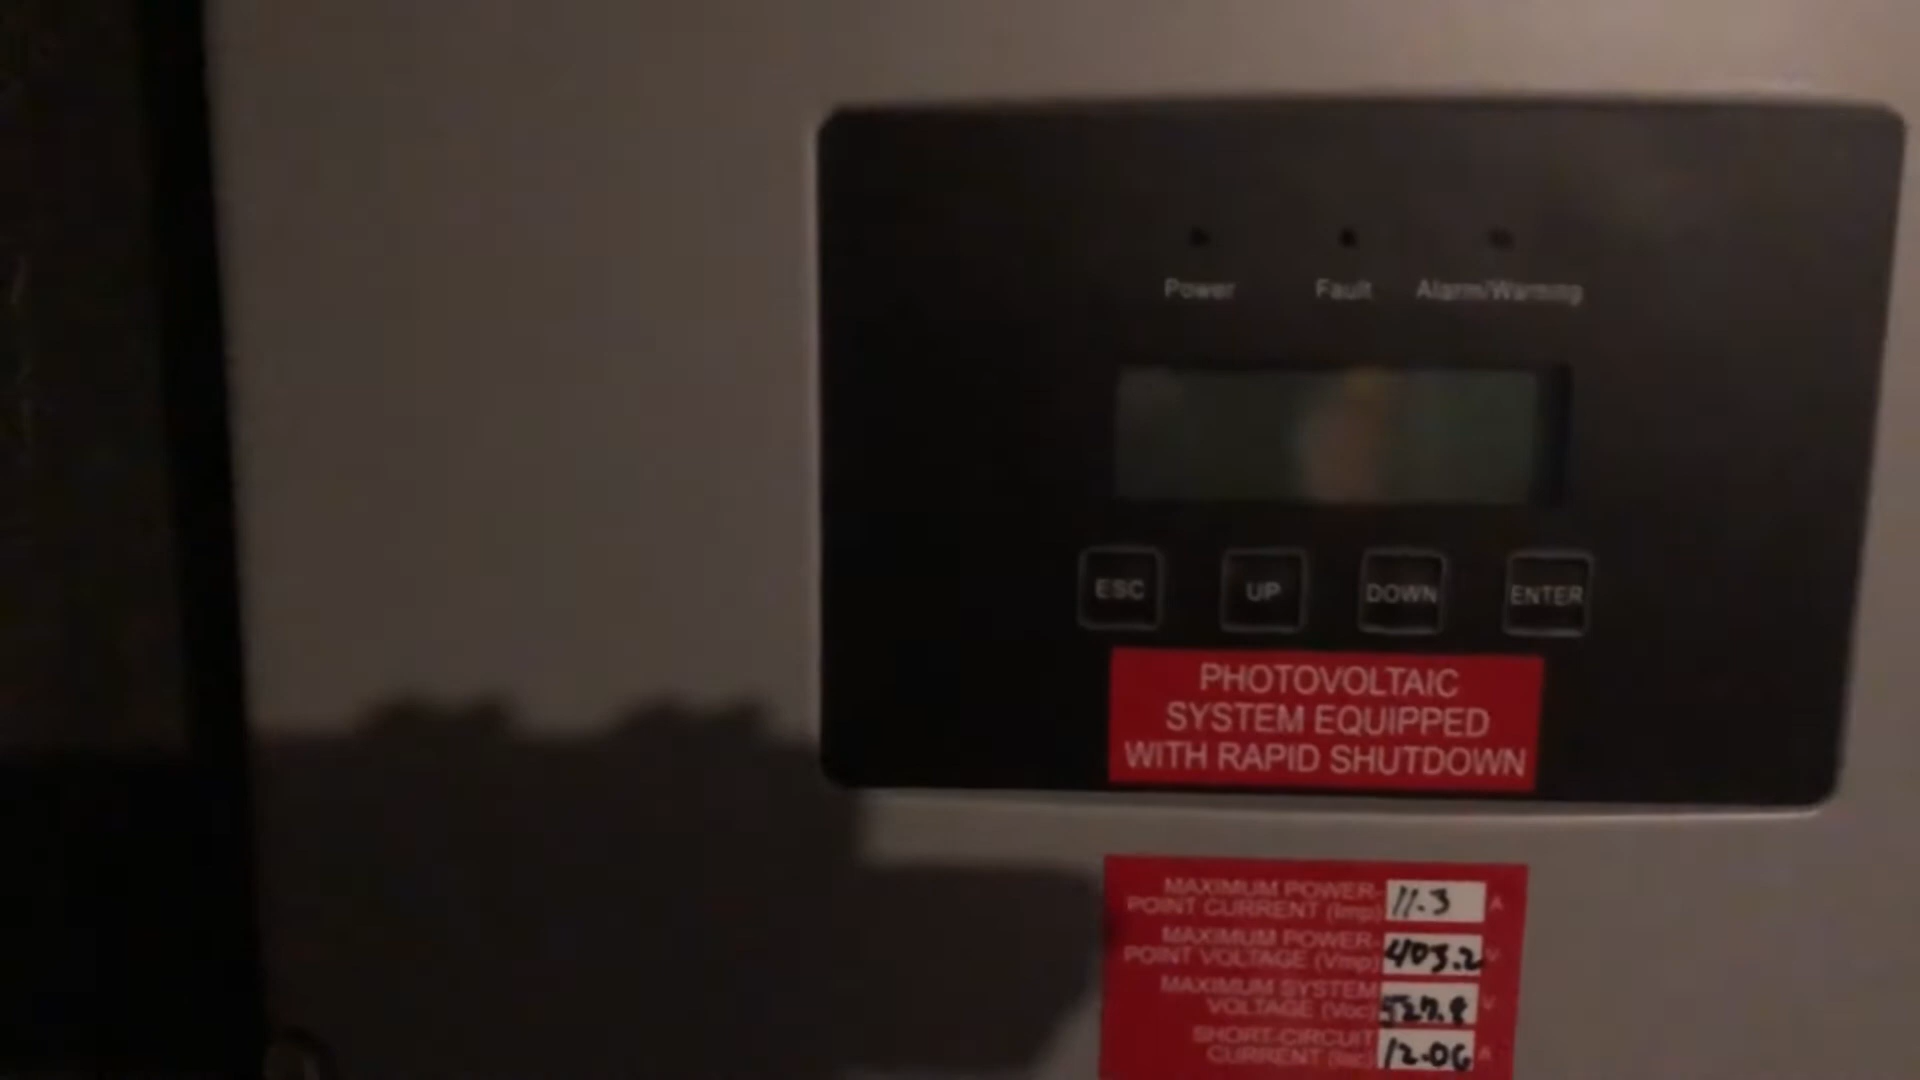 Power Fault Alarm/Warning
ESC UP DOWN ENTER
PHOTOVOLTAIC
SYSTEM EQUIPPED
WITH RAPID SHUTDOWN
MAXIMUM POWER-
POINT CURRENT (Imp) 11.3 A
MAXIMUM POWER-
POINT VOLTAGE (Vmp) 403.2 V
MAXIMUM SYSTEM
VOLTAGE (Voc) V
SHORT-CIRCUIT
CURRENT (Isc) 12.06 A